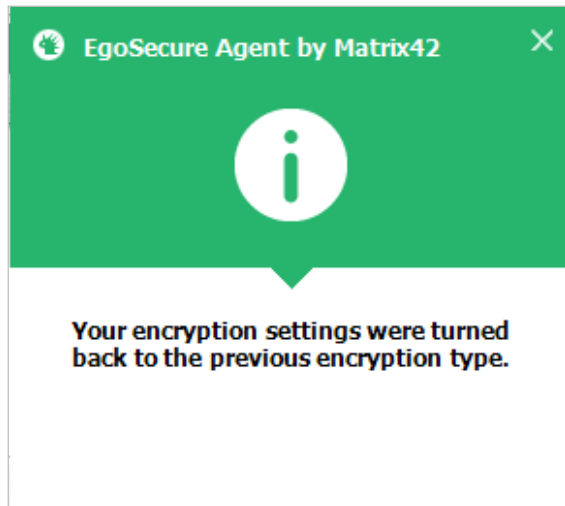 EgoSecure Agent by Matrix42
Your encryption settings were turned
back to the previous encryption type.